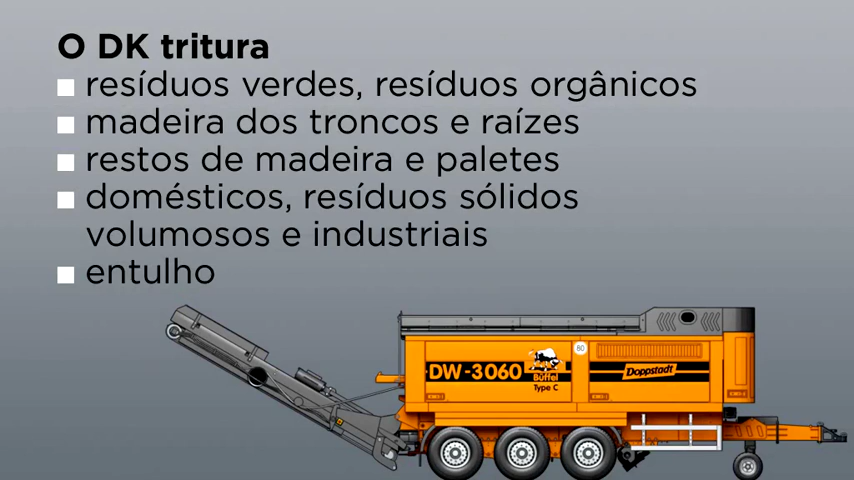 O DK tritura
resíduos verdes, resíduos orgânicos
madeira dos troncos e raízes
restos de madeira e paletes
domésticos, resíduos sólidos
volumosos e industriais
entulho
80
DW-3060
Büffel
Type C
Doppstadt